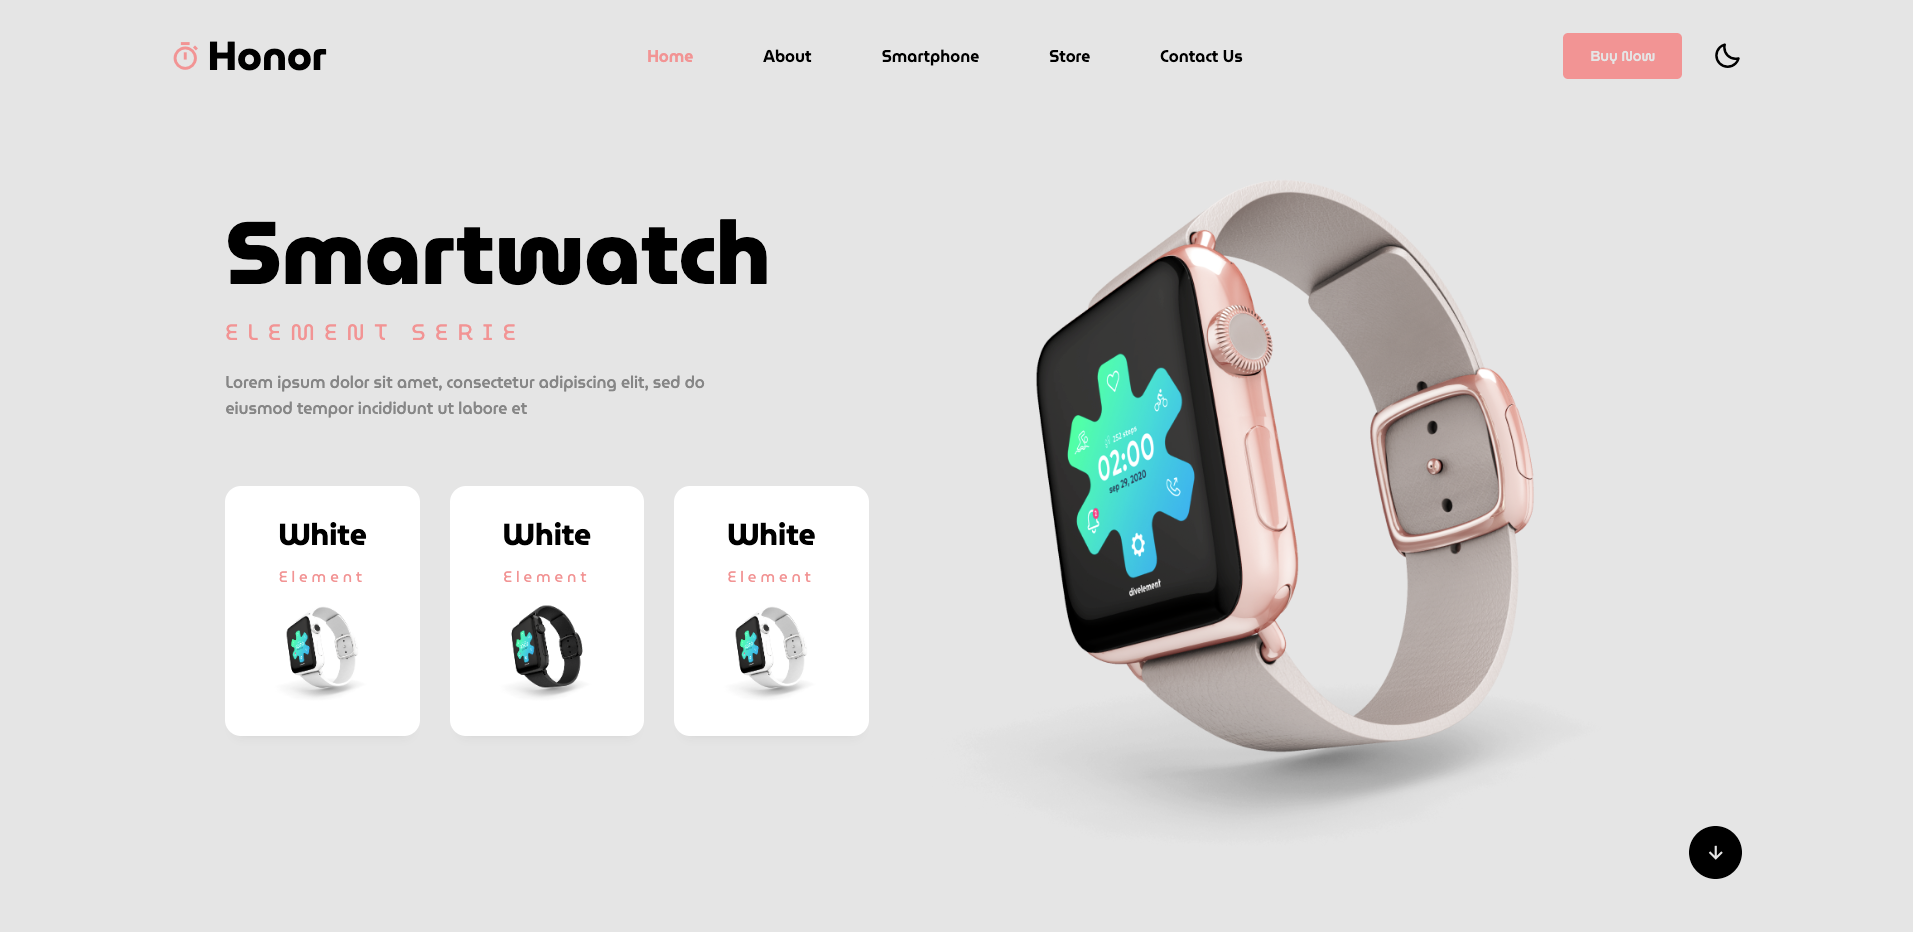 Honor
Home
About
Smartphone
Store
Contact Us
Buy Now
Smartwatch
ELEMENT SERIE
Lorem ipsum dolor sit amet, consectetur adipiscing elit, sed do
eiusmod tempor incididunt ut labore et
White
Element
White
Element
White
Element
252 steps
02:00
sep 29, 2020
divelement